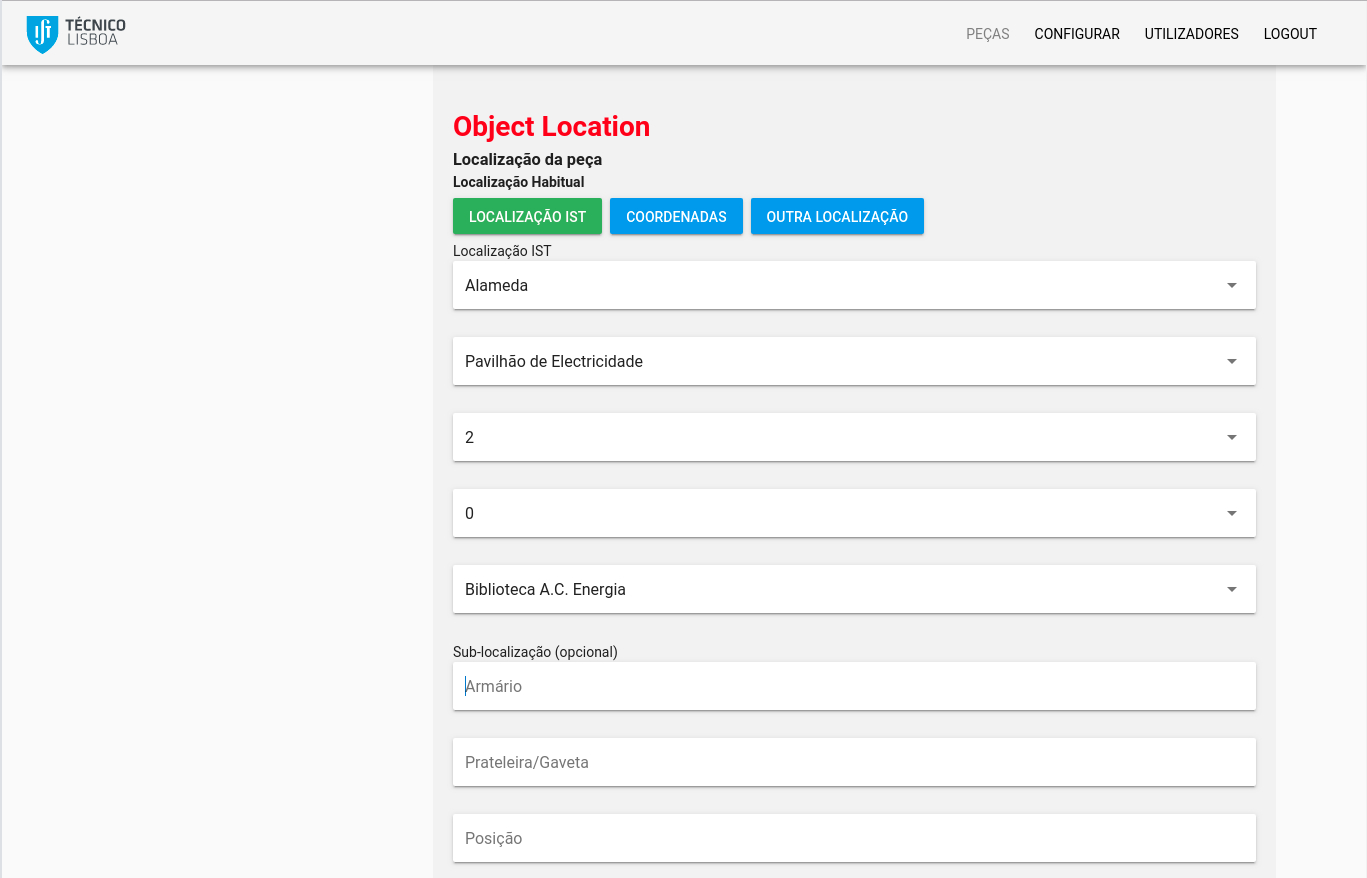 TÉCNICO
LISBOA
PEÇAS CONFIGURAR UTILIZADORES LOGOUT
Object Location
Localização da peça
Localização Habitual
LOCALIZAÇÃO IST COORDENADAS OUTRA LOCALIZAÇÃO
Localização IST
Alameda
Pavilhão de Electricidade
2
0
Biblioteca A.C. Energia
Sub-localização (opcional)
Armário
Prateleira/Gaveta
Posição